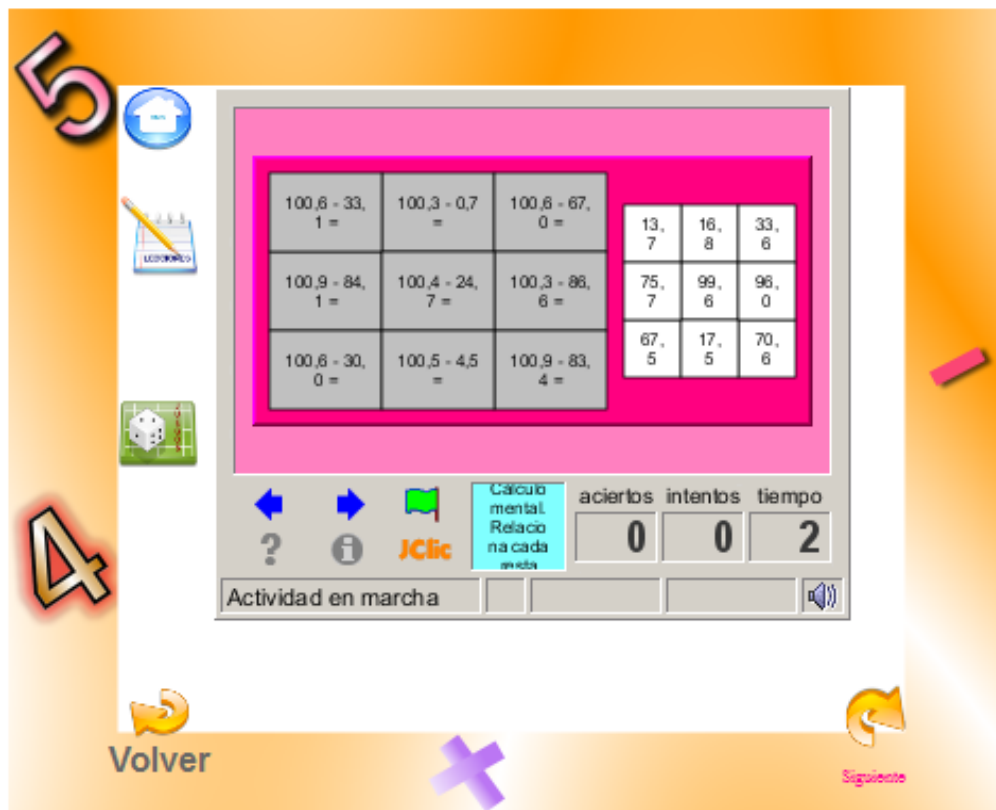 5
LECCIONES
100,6 - 33,
1 =
100,3 - 0,7
=
100,6 - 67,
0 =
100,9 - 84,
1 =
100,4 - 24,
7 =
100,3 - 86,
6 =
100,6 - 30,
0 =
100,5 - 4,5
=
100,9 - 83,
4 =
13,
7
16,
8
33,
6
75,
7
99,
6
96,
0
67,
5
17,
5
70,
6
JClic
Cálculo
mental.
Relacio
na cada
resta
aciertos intentos tiempo
0 0 2
Actividad en marcha
4
Volver
Siguiente